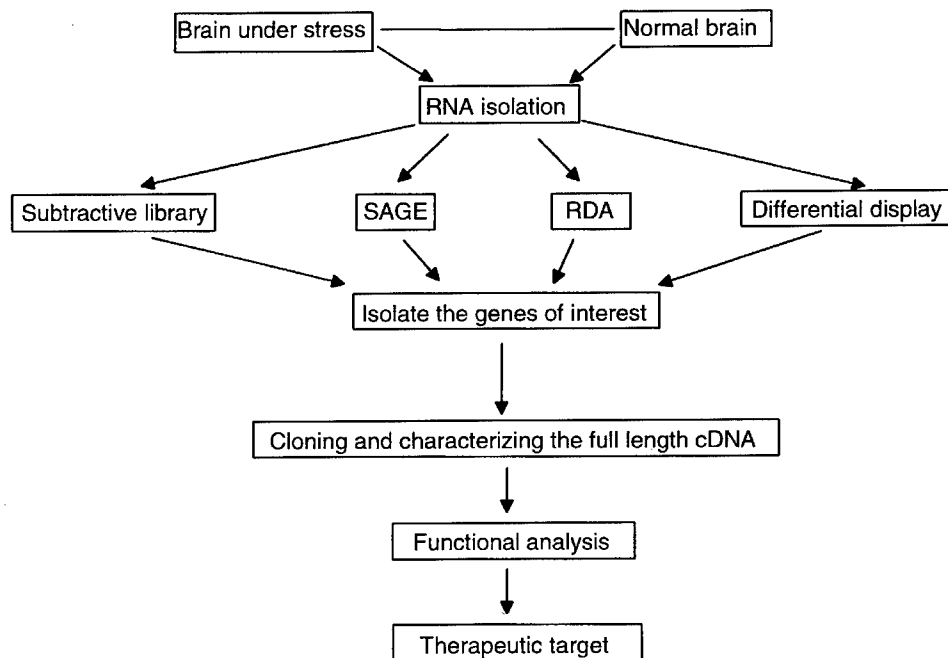 Brain under stress
Normal brain
RNA isolation
Subtractive library
SAGE
RDA
Differential display
Isolate the genes of interest
Cloning and characterizing the full length cDNA
Functional analysis
Therapeutic target